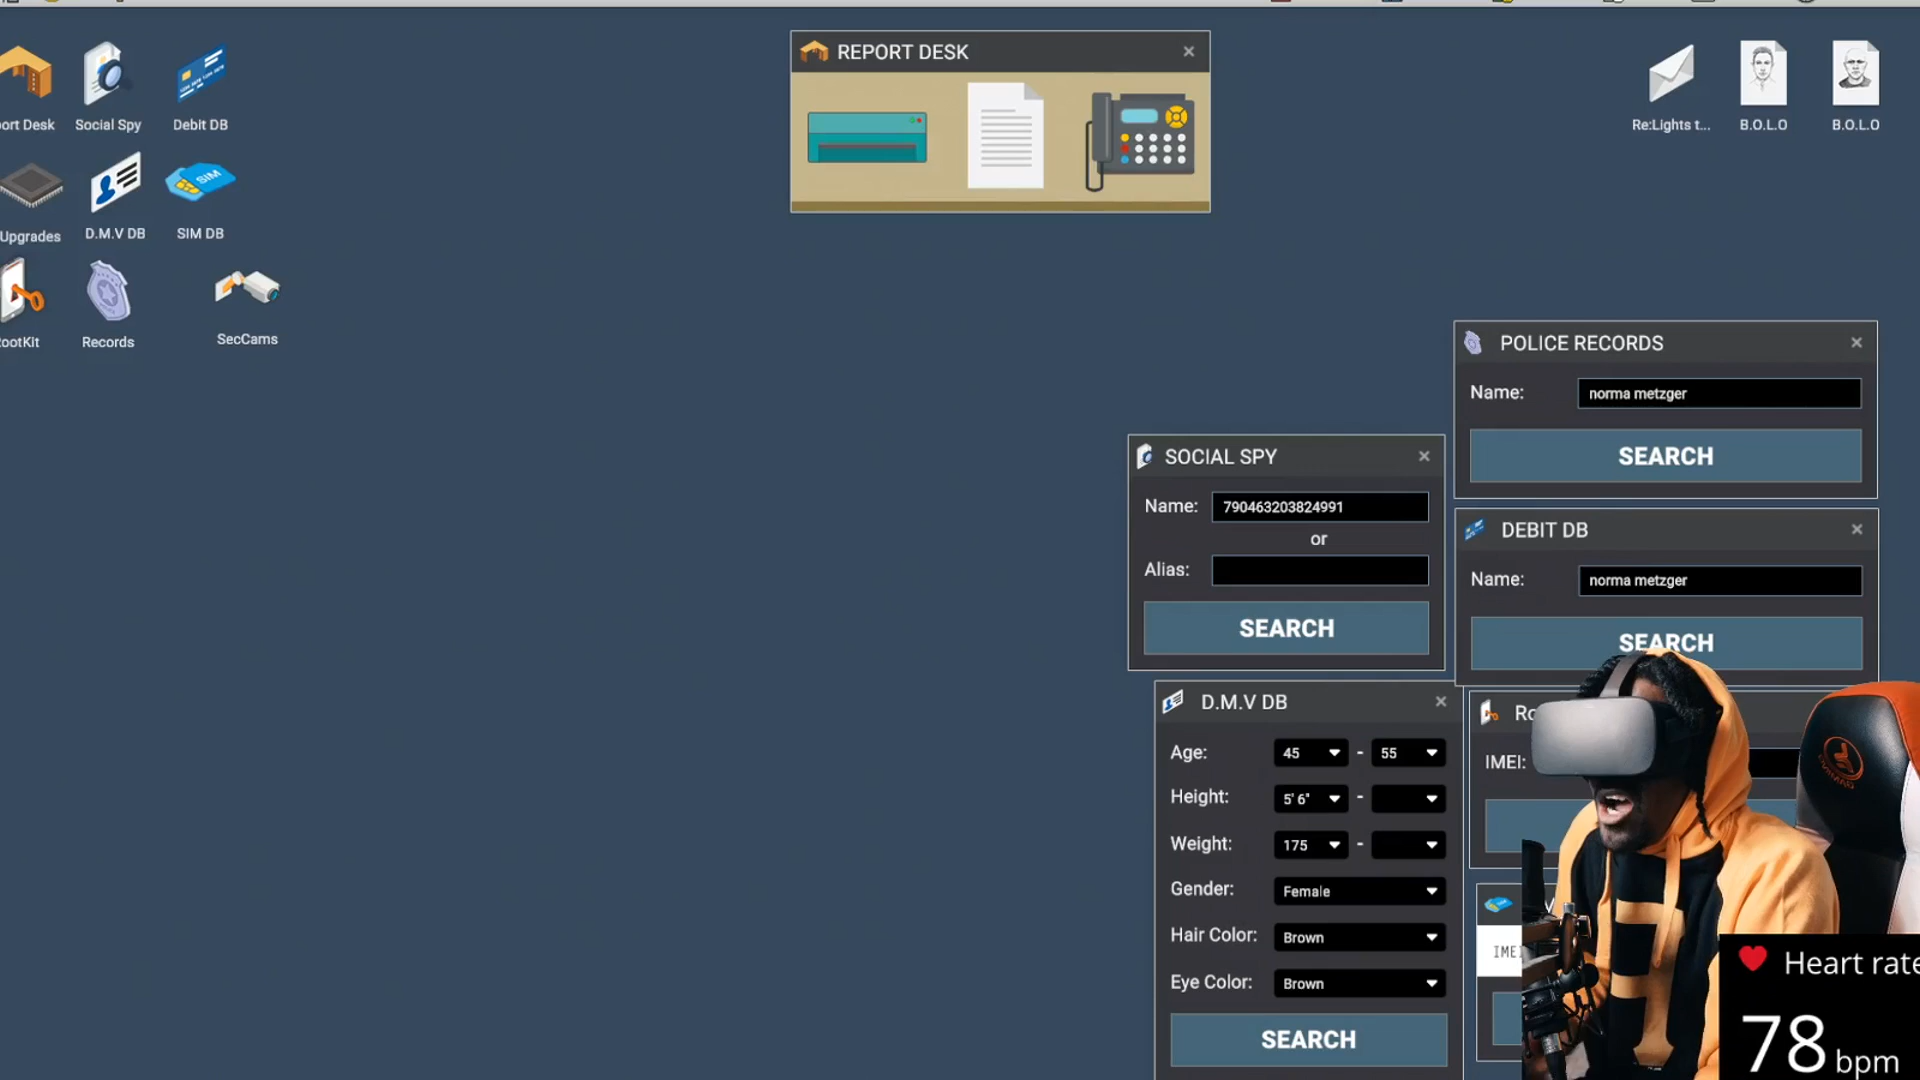 REPORT DESK
ort Desk
Social Spy
Debit DB
Re:Lights t...
B.O.L.O
B.O.L.O
SIM
Upgrades
D.M.V DB
SIM DB
ootKit
Records
SecCams
POLICE RECORDS
Name:
norma metzger
SEARCH
SOCIAL SPY
Name:
790463203824991
or
Alias:
SEARCH
DEBIT DB
Name:
norma metzger
SEARCH
D.M.V DB
Age:
45
-
55
Height:
5' 6"
-
Weight:
175
-
Gender:
Female
Hair Color:
Brown
Eye Color:
Brown
SEARCH
Ro
IMEI:
IMEI
Heart rate
78 bpm